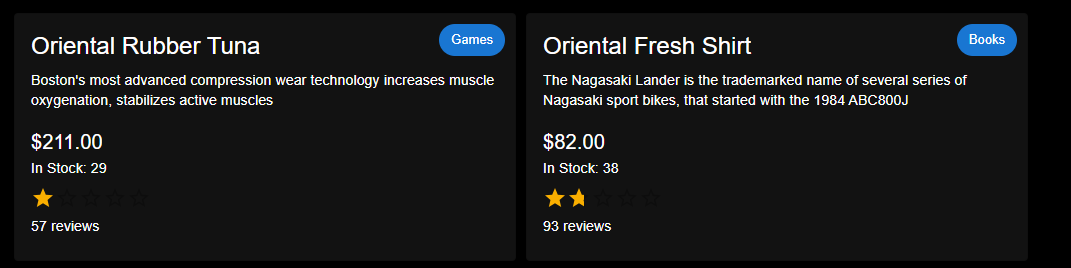 Oriental Rubber Tuna
Games
Boston's most advanced compression wear technology increases muscle
oxygenation, stabilizes active muscles
$211.00
In Stock: 29
57 reviews
Oriental Fresh Shirt
Books
The Nagasaki Lander is the trademarked name of several series of
Nagasaki sport bikes, that started with the 1984 ABC800J
$82.00
In Stock: 38
93 reviews